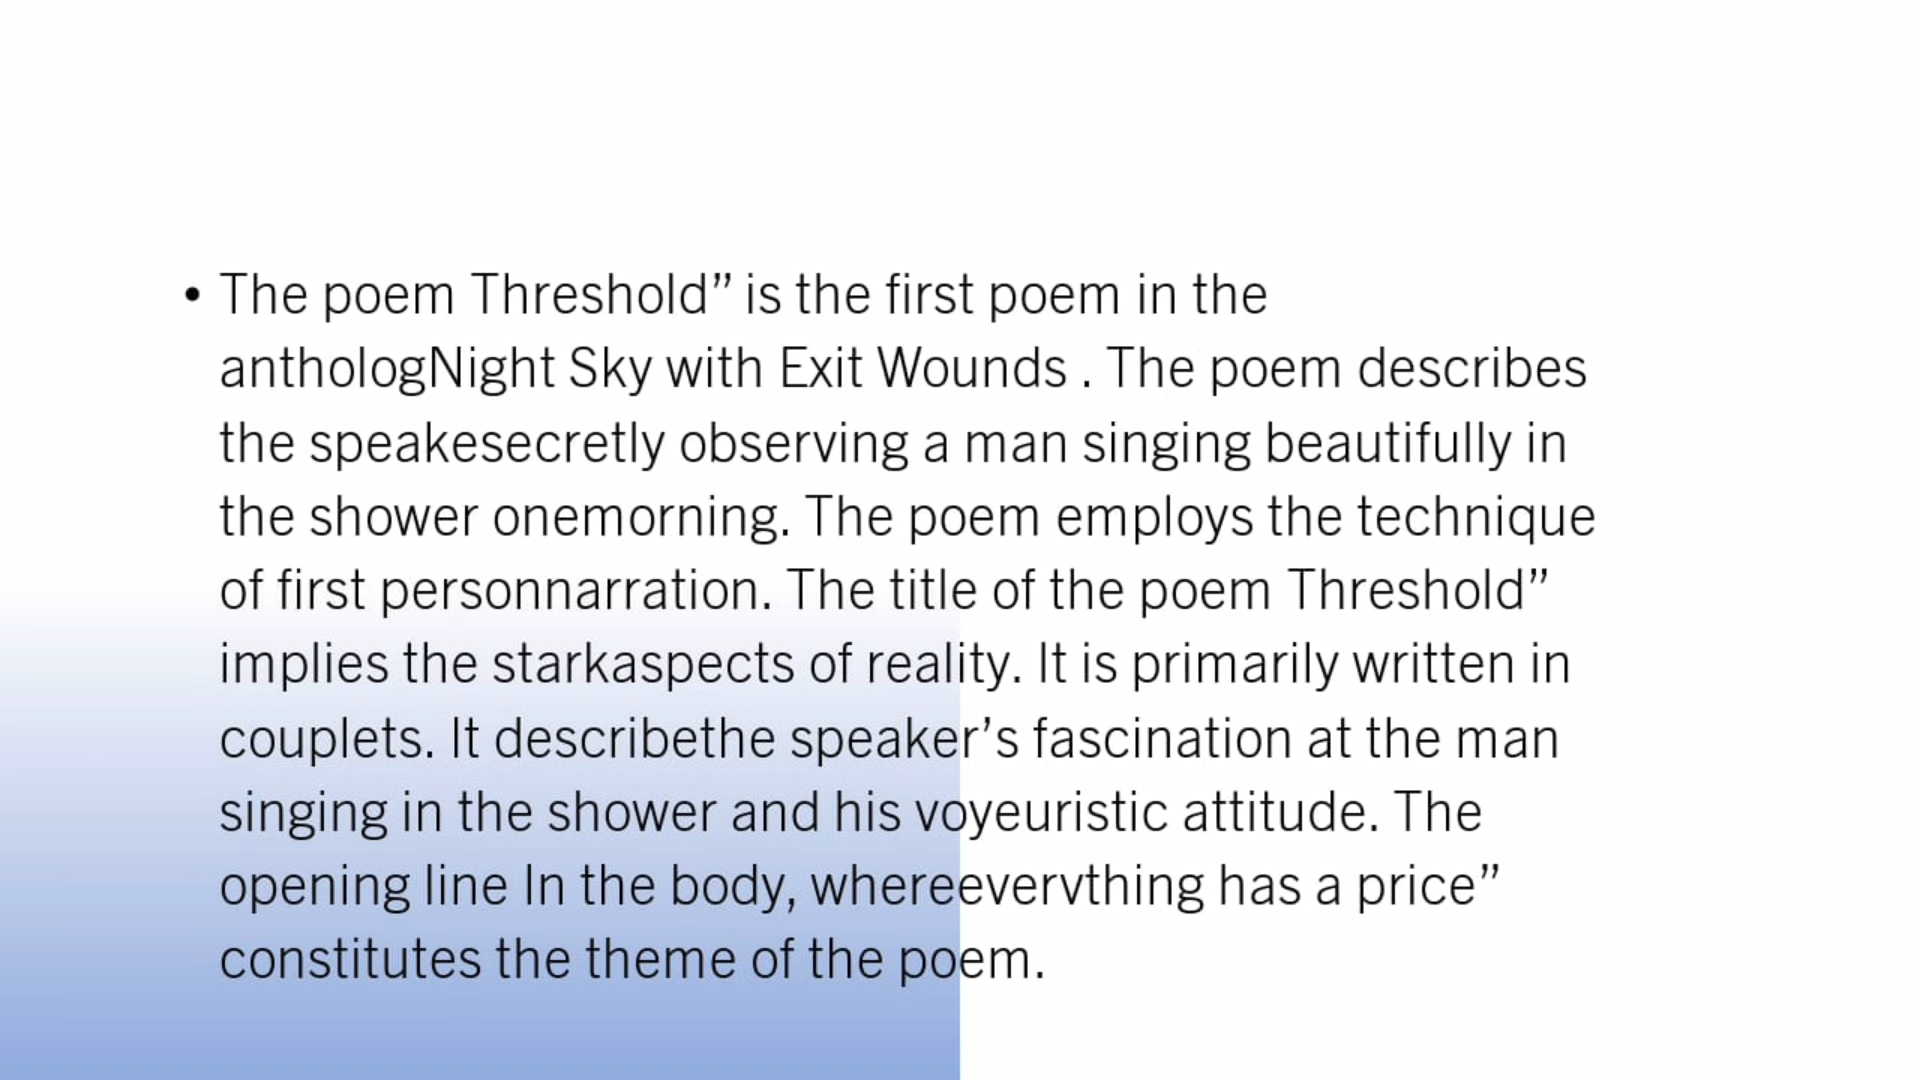 • The poem Threshold” is the first poem in the
anthologNight Sky with Exit Wounds . The poem describes
the speakesecretly observing a man singing beautifully in
the shower onemorning. The poem employs the technique
of first personnarration. The title of the poem Threshold”
implies the starkaspects of reality. It is primarily written in
couplets. It describethe speaker’s fascination at the man
singing in the shower and his voyeuristic attitude. The
opening line In the body, whereevervthing has a price”
constitutes the theme of the poem.